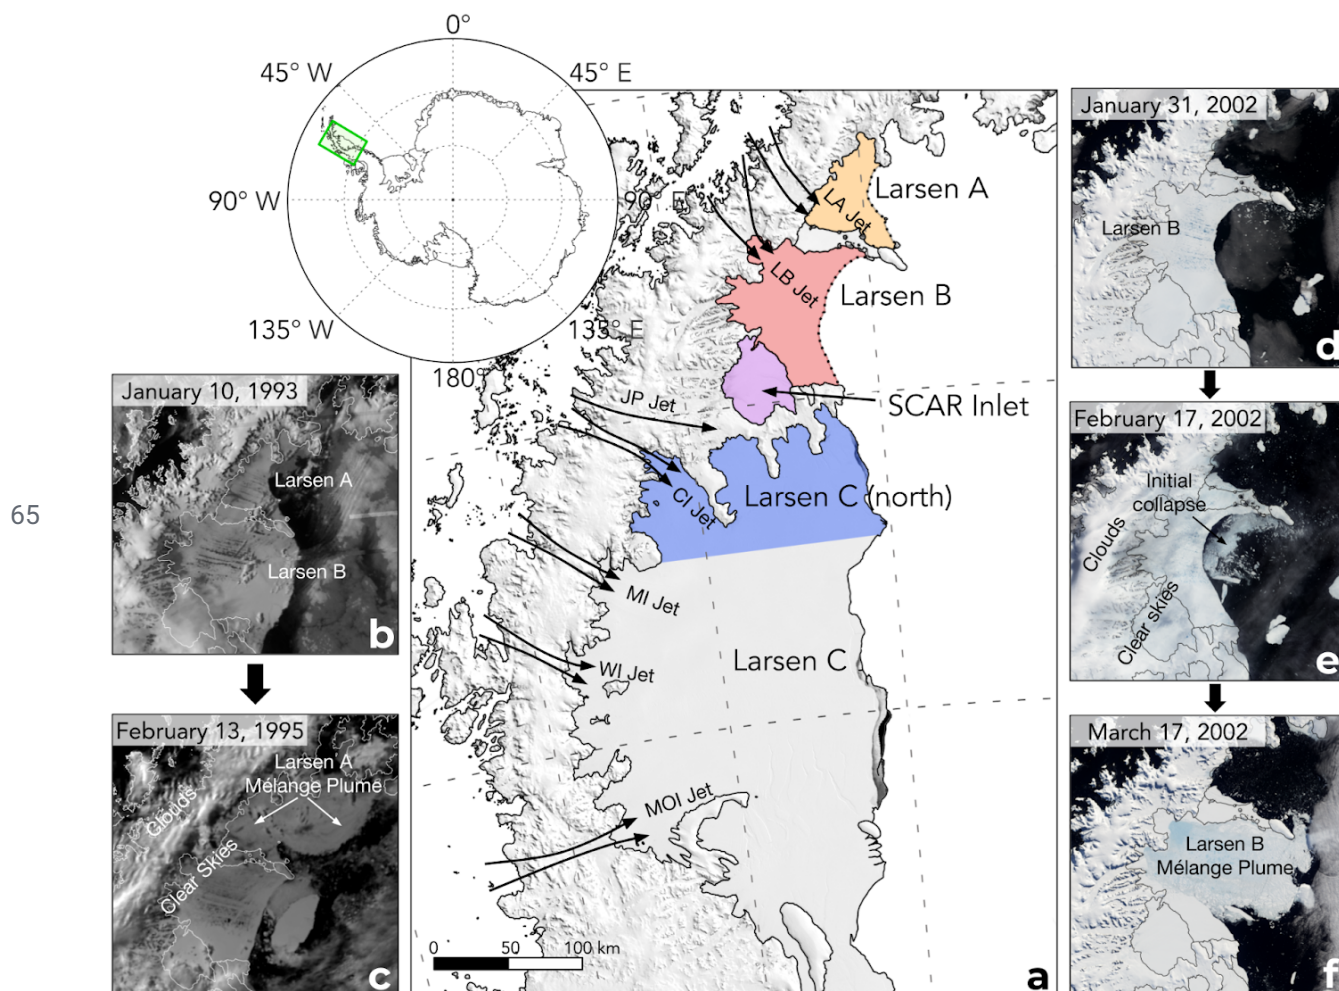 0°
45° W
45° E
90° W
90° E
135° W
135° E
180°
65
January 10, 1993
Larsen A
Larsen B
b
February 13, 1995
Larsen A
Mélange Plume
Clouds
Clear Skies
c
Larsen A
LA Jet
LB Jet
Larsen B
SCAR Inlet
JP Jet
CI Jet
Larsen C (north)
MI Jet
WI Jet
Larsen C
MOI Jet
0 50 100 km
a
January 31, 2002
Larsen B
d
February 17, 2002
Initial
collapse
Clouds
Clear skies
e
March 17, 2002
Larsen B
Mélange Plume
f